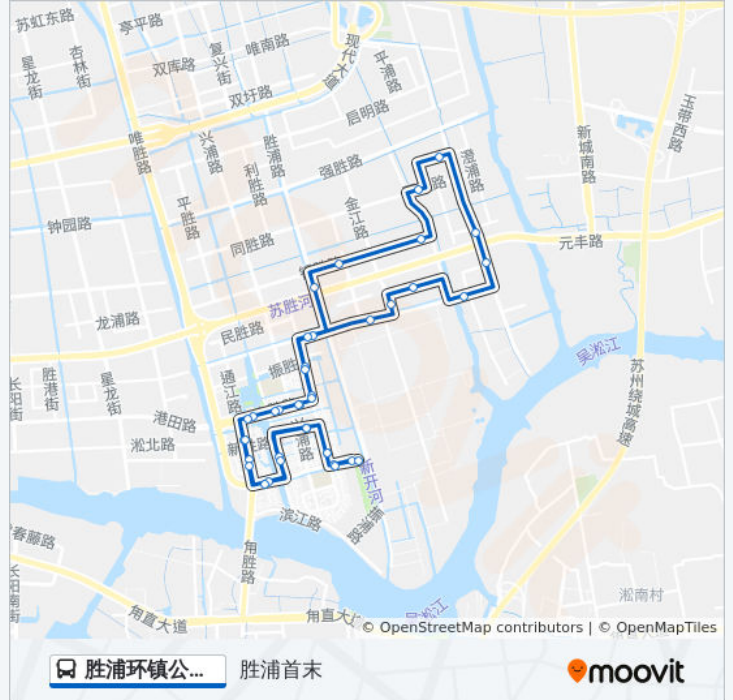 苏虹东路
亭平路
复兴街
唯南路
现代大道
星龙街
杏林街
双库路
平浦路
玉带西路
双圩路
启明路
唯胜路
兴浦路
胜浦路
新城南路
强胜路
澄浦路
利胜路
路
平胜路
金江路
钟园路
同胜路
元丰路
苏胜河
龙浦路
民胜路
吴淞江
振胜
苏州绕城高速
长阳街
胜港街
星龙街
通江路
港田路
淞北路
浦路
新开河
滨江路
振浦路
春藤路
甪胜路
长阳南街
淞南村
甪直大道
甪直大
吴淞江
© OpenStreetMap contributors | © OpenMapTiles
胜浦环镇公...
胜浦首末
moovit